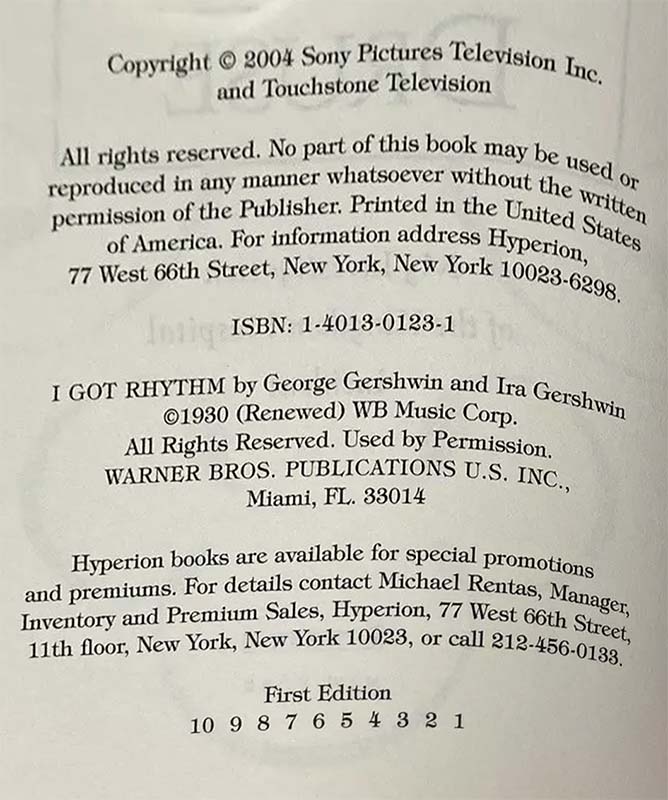 Copyright © 2004 Sony Pictures Television Inc.
and Touchstone Television
All rights reserved. No part of this book may be used or
reproduced in any manner whatsoever without the written
permission of the Publisher. Printed in the United States
of America. For information address Hyperion,
77 West 66th Street, New York, New York 10023-6298.
ISBN: 1-4013-0123-1
I GOT RHYTHM by George Gershwin and Ira Gershwin
©1930 (Renewed) WB Music Corp.
All Rights Reserved. Used by Permission.
WARNER BROS. PUBLICATIONS U.S. INC.,
Miami, FL. 33014
Hyperion books are available for special promotions
and premiums. For details contact Michael Rentas, Manager,
Inventory and Premium Sales, Hyperion, 77 West 66th Street,
11th floor, New York, New York 10023, or call 212-456-0133.
First Edition
10 9 8 7 6 5 4 3 2 1